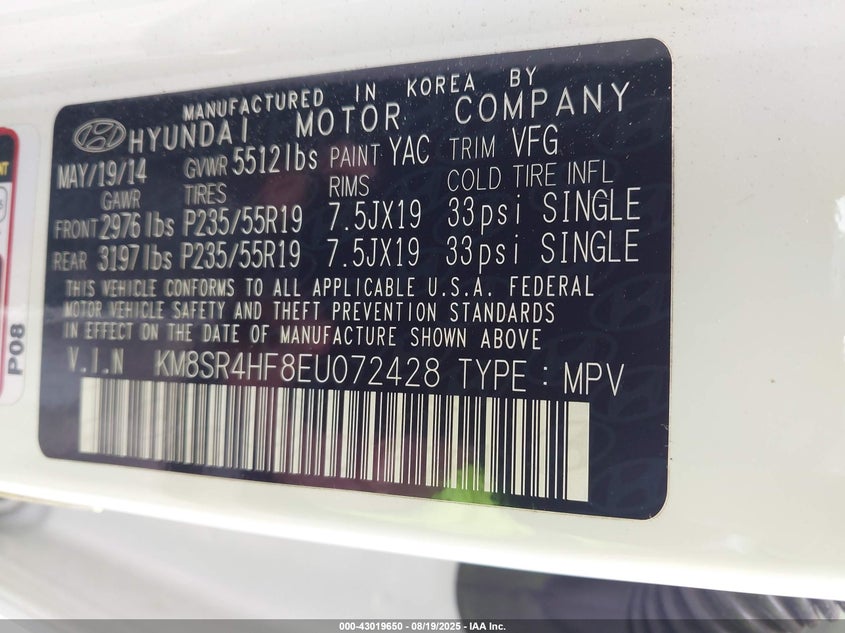 MANUFACTURED IN KOREA BY
HYUNDAI MOTOR COMPANY
MAY/19/14 GVWR 5512lbs PAINT YAC TRIM VFG
GAWR TIRES RIMS COLD TIRE INFL
FRONT 2976lbs P235/55R19 7.5JX19 33psi SINGLE
REAR 3197lbs P235/55R19 7.5JX19 33psi SINGLE
THIS VEHICLE CONFORMS TO ALL APPLICABLE U.S.A. FEDERAL
MOTOR VEHICLE SAFETY AND THEFT PREVENTION STANDARDS
IN EFFECT ON THE DATE OF MANUFACTURE SHOWN ABOVE
V.I.N KM8SR4HF8EU072428 TYPE : MPV
P08
000-43019650 - 08/19/2025 - IAA Inc.